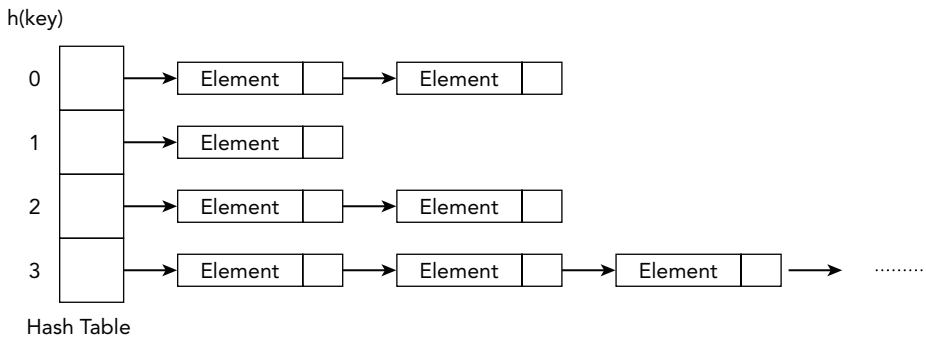 h(key)
0 Element Element
1 Element
2 Element Element
3 Element Element Element .........
Hash Table